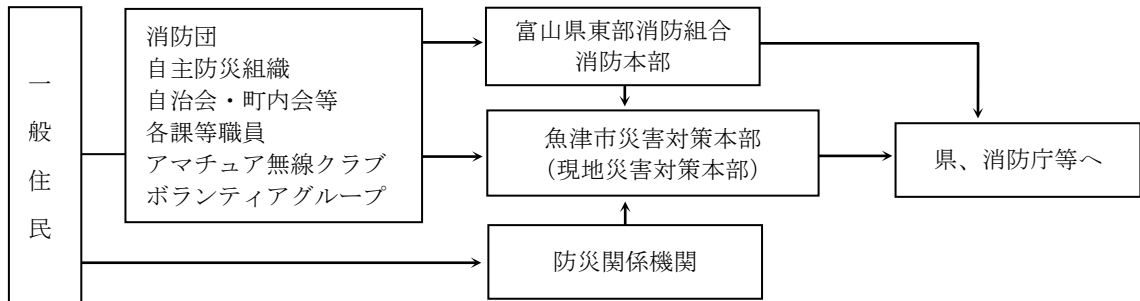 一般住民
消防団
自主防災組織
自治会・町内会等
各課等職員
アマチュア無線クラブ
ボランティアグループ
富山県東部消防組合
消防本部
魚津市災害対策本部
（現地災害対策本部）
防災関係機関
県、消防庁等へ